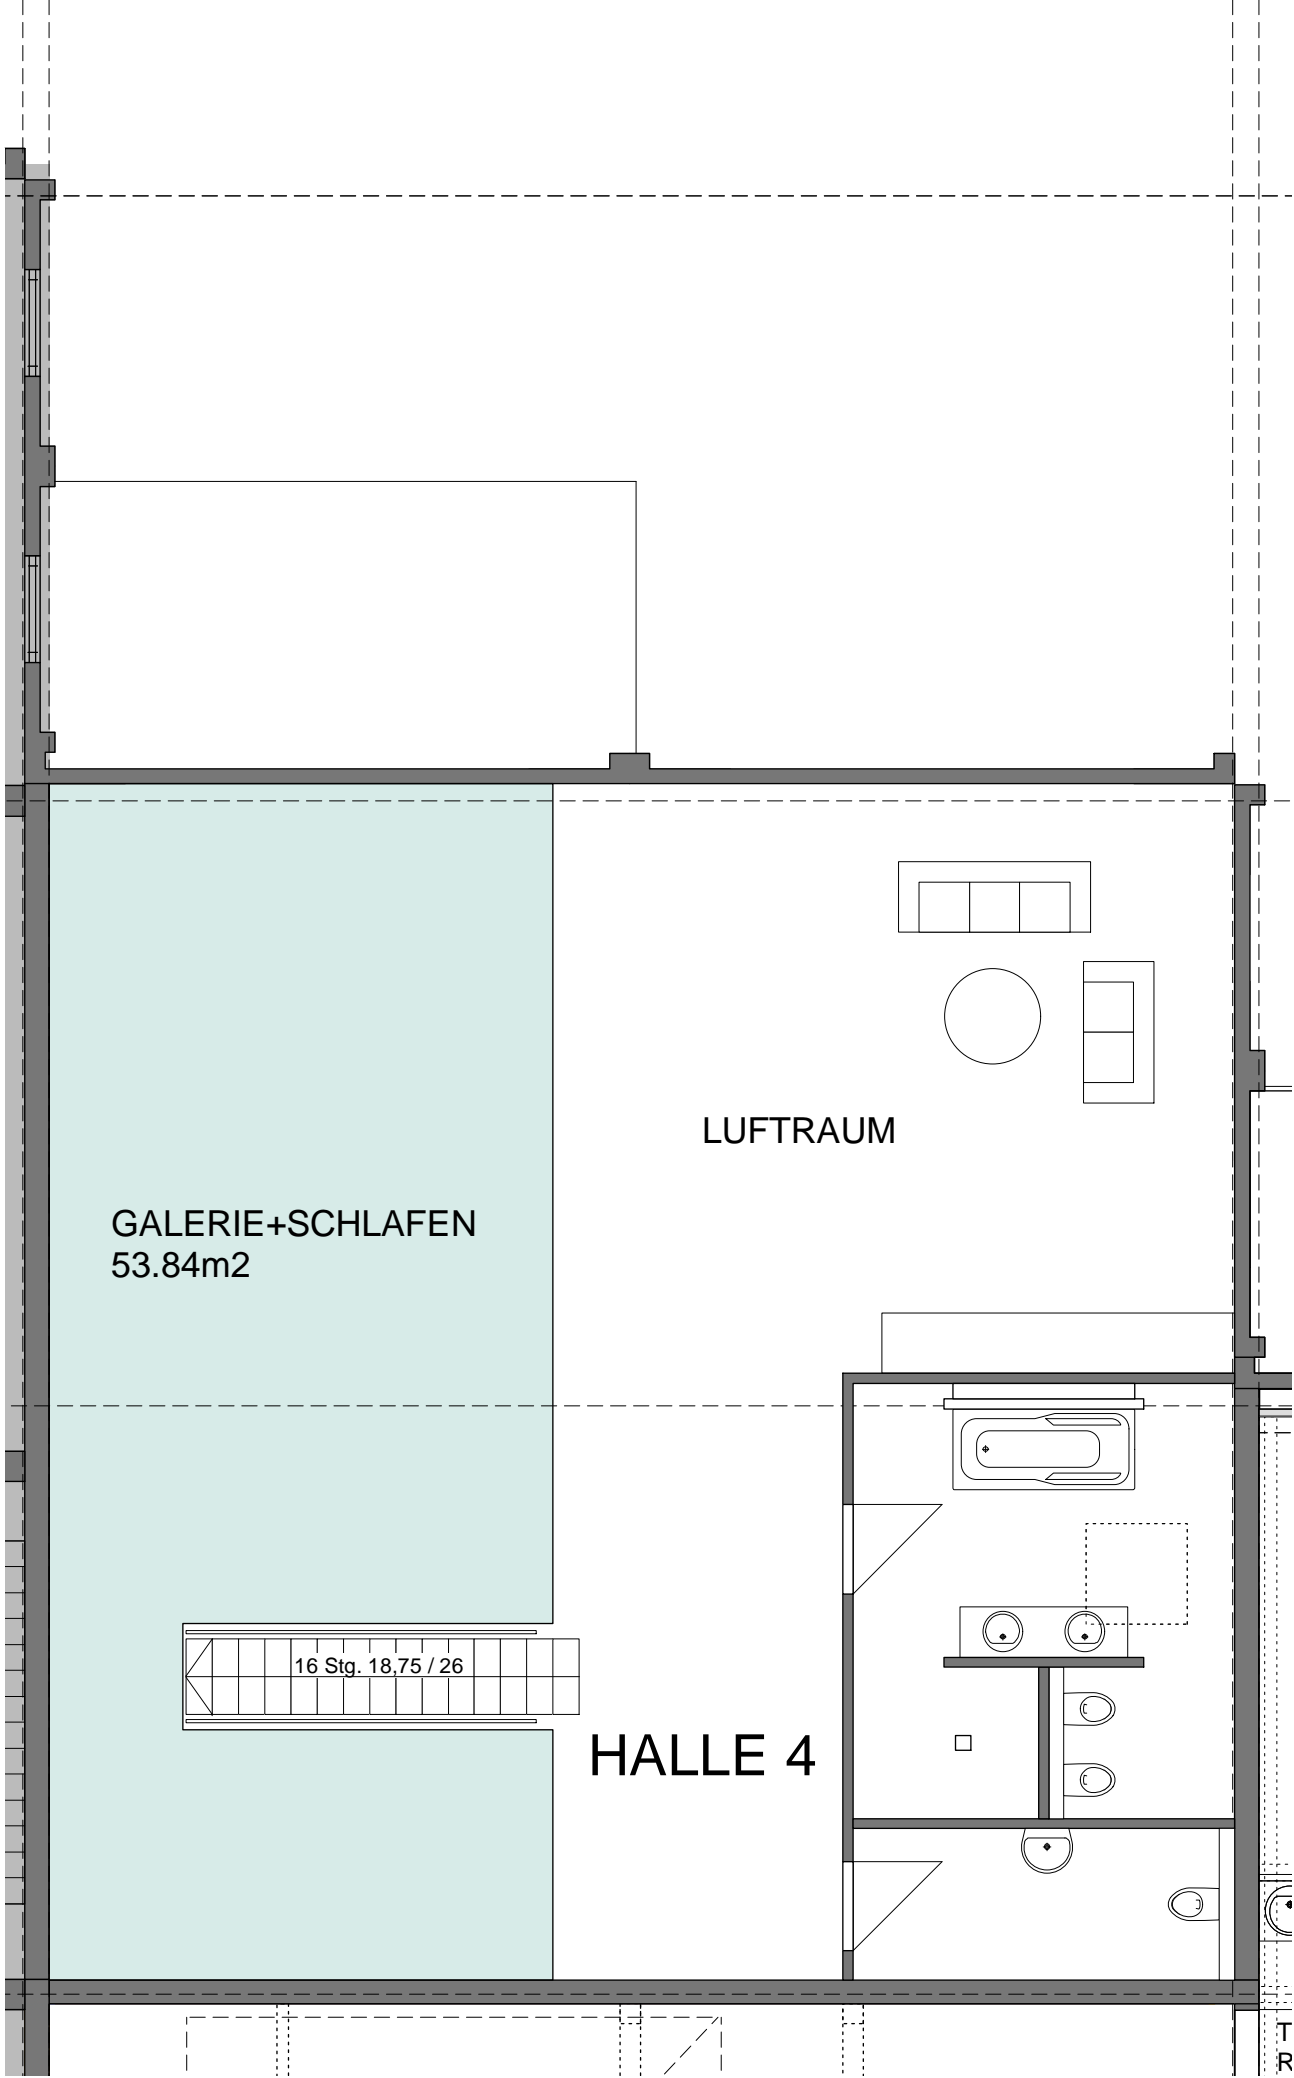 LUFTRAUM
GALERIE+SCHLAFEN
53.84m2
16 Stg. 18,75 / 26
HALLE 4
T
R